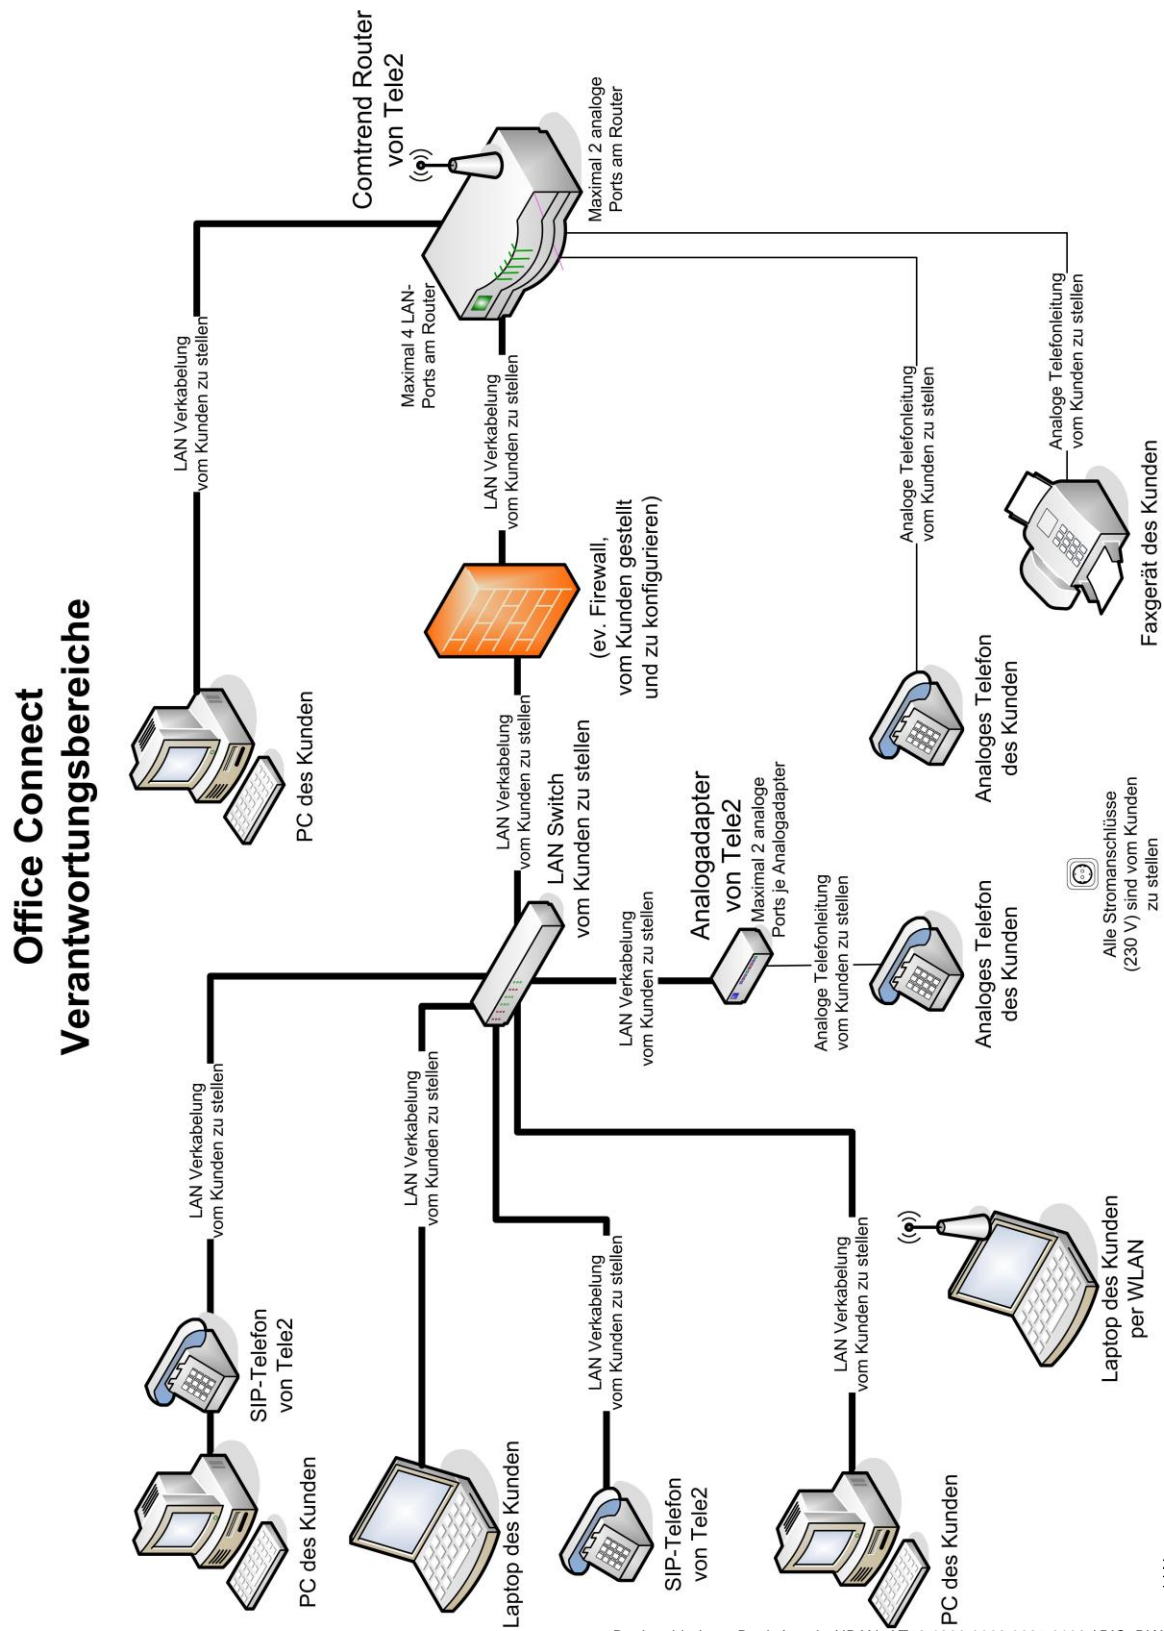 Office Connect
Verantwortungsbereiche
PC des Kunden
SIP-Telefon
von Tele2
LAN Verkabelung
vom Kunden zu stellen
PC des Kunden
LAN Verkabelung
vom Kunden zu stellen
Comtrend Router
von Tele2
Maximal 4 LAN-
Ports am Router
Maximal 2 analoge
Ports am Router
Laptop des Kunden
LAN Verkabelung
vom Kunden zu stellen
LAN Switch
vom Kunden zu stellen
LAN Verkabelung
vom Kunden zu stellen
(ev. Firewall,
vom Kunden gestellt
und zu konfigurieren)
LAN Verkabelung
vom Kunden zu stellen
SIP-Telefon
von Tele2
LAN Verkabelung
vom Kunden zu stellen
LAN Verkabelung
vom Kunden zu stellen
Analogadapter
von Tele2
Maximal 2 analoge
Ports je Analogadapter
PC des Kunden
LAN Verkabelung
vom Kunden zu stellen
Analoge Telefonleitung
vom Kunden zu stellen
Analoges Telefon
des Kunden
Analoges Telefon
des Kunden
Analoge Telefonleitung
vom Kunden zu stellen
Laptop des Kunden
per WLAN
Alle Stromanschlüsse
(230 V) sind vom Kunden
zu stellen
Faxgerät des Kunden
Analoge Telefonleitung
vom Kunden zu stellen